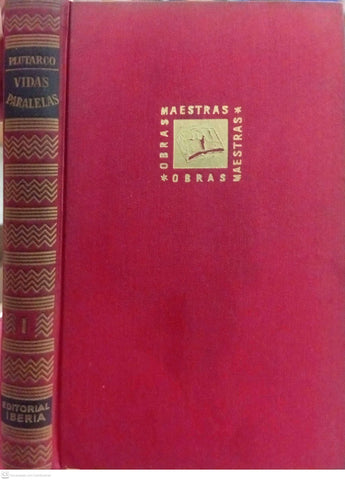 PLUTARCO
VIDAS
PARALELAS
I
EDITORIAL
IBERIA
MAESTRAS
*OBRAS
MAESTRAS*
*OBRAS